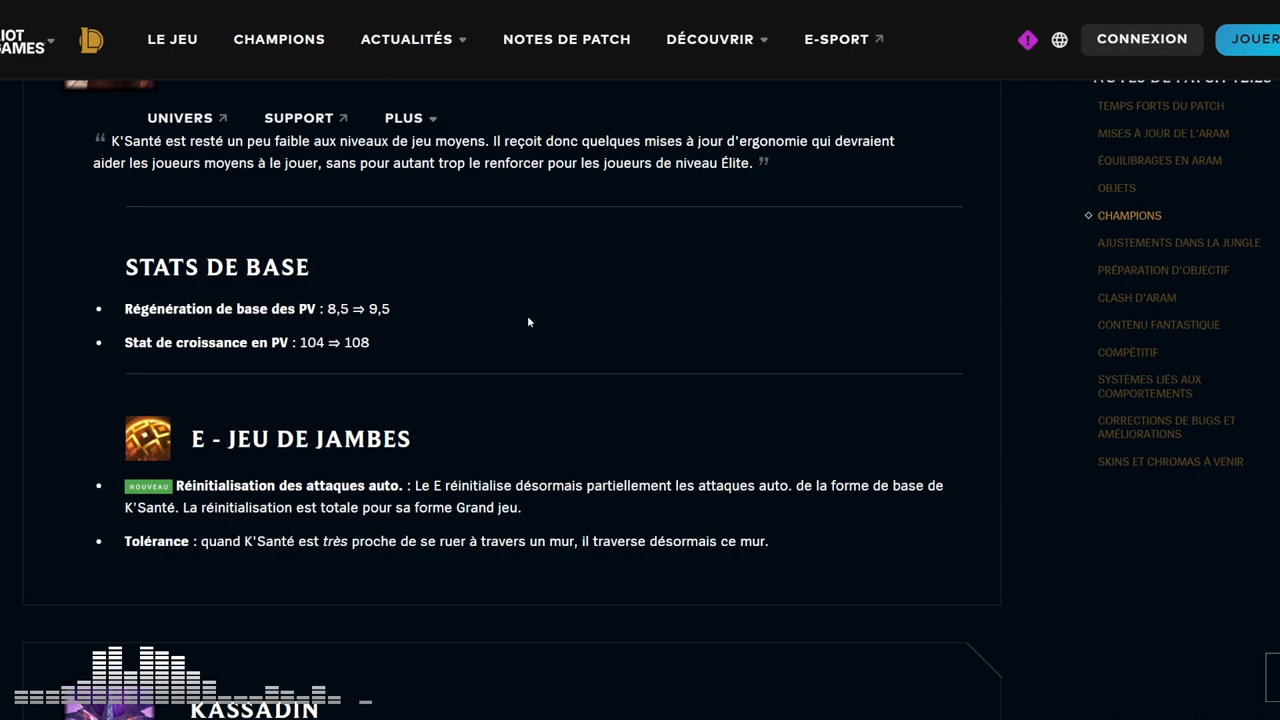 IOT
GAMES
LE JEU
CHAMPIONS
ACTUALITÉS
NOTES DE PATCH
DÉCOUVRIR
E-SPORT
CONNEXION
JOUER
UNIVERS
SUPPORT
PLUS
“ K'Santé est resté un peu faible aux niveaux de jeu moyens. Il reçoit donc quelques mises à jour d'ergonomie qui devraient
aider les joueurs moyens à le jouer, sans pour autant trop le renforcer pour les joueurs de niveau Élite. ”
STATS DE BASE
• Régénération de base des PV : 8,5 ⇒ 9,5
• Stat de croissance en PV : 104 ⇒ 108
E - JEU DE JAMBES
• NOUVEAU Réinitialisation des attaques auto. : Le E réinitialise désormais partiellement les attaques auto. de la forme de base de
K'Santé. La réinitialisation est totale pour sa forme Grand jeu.
• Tolérance : quand K'Santé est très proche de se ruer à travers un mur, il traverse désormais ce mur.
KASSADIN
NOTES DE PATCH 12.23
TEMPS FORTS DU PATCH
MISES À JOUR DE L'ARAM
ÉQUILIBRAGES EN ARAM
OBJETS
CHAMPIONS
AJUSTEMENTS DANS LA JUNGLE
PRÉPARATION D'OBJECTIF
CLASH D'ARAM
CONTENU FANTASTIQUE
COMPÉTITIF
SYSTÈMES LIÉS AUX
COMPORTEMENTS
CORRECTIONS DE BUGS ET
AMÉLIORATIONS
SKINS ET CHROMAS À VENIR